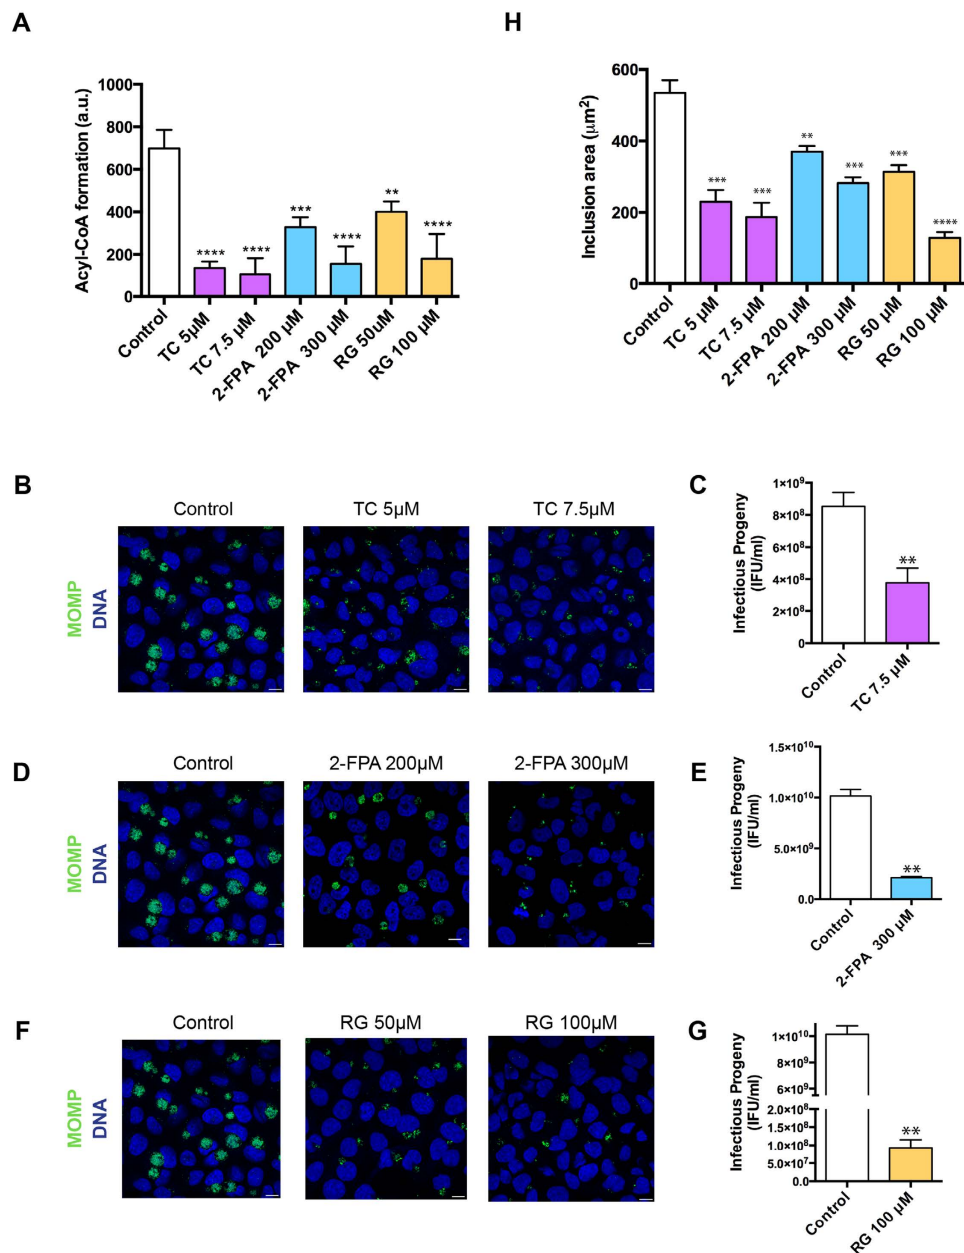 A
H
Acyl-CoA formation (a.u.)
1000
800
600
400
200
0
****
****
***
****
**
****
Control
TC 5µM
TC 7.5 µM
2-FPA 200 µM
2-FPA 300 µM
RG 50uM
RG 100 µM
Inclusion area (µm²)
600
400
200
0
***
***
**
***
***
****
Control
TC 5 µM
TC 7.5 µM
2-FPA 200 µM
2-FPA 300 µM
RG 50 µM
RG 100 µM
B
Control
TC 5µM
TC 7.5µM
MOMP
DNA
C
Infectious Progeny
(IFU/ml)
1×10⁹
8×10⁸
6×10⁸
4×10⁸
2×10⁸
0
**
Control
TC 7.5 µM
D
Control
2-FPA 200µM
2-FPA 300µM
MOMP
DNA
E
Infectious Progeny
(IFU/ml)
1.5×10¹⁰
1.0×10¹⁰
5.0×10⁹
0.0
**
Control
2-FPA 300 µM
F
Control
RG 50µM
RG 100µM
MOMP
DNA
G
Infectious Progeny
(IFU/ml)
1×10¹⁰
8×10⁹
6×10⁹
2.0×10⁸
1.5×10⁸
1.0×10⁸
5.0×10⁷
0.0
**
Control
RG 100 µM